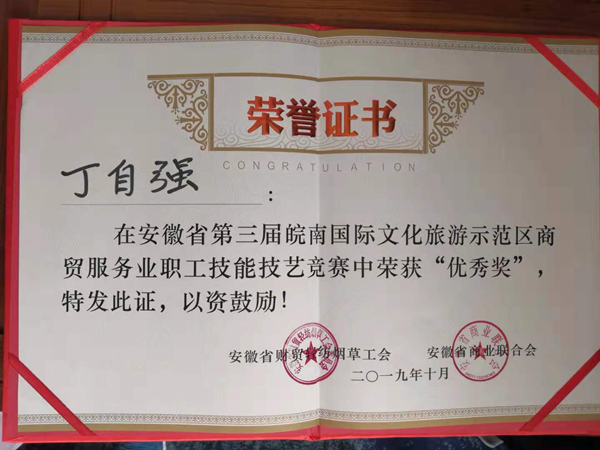 荣誉证书
CONGRATULATION
丁自强：
在安徽省第三届皖南国际文化旅游示范区商
贸服务业职工技能技艺竞赛中荣获“优秀奖”，
特发此证，以资鼓励！
安徽省财贸轻纺烟草工会 安徽省商业联合会
二〇一九年十月